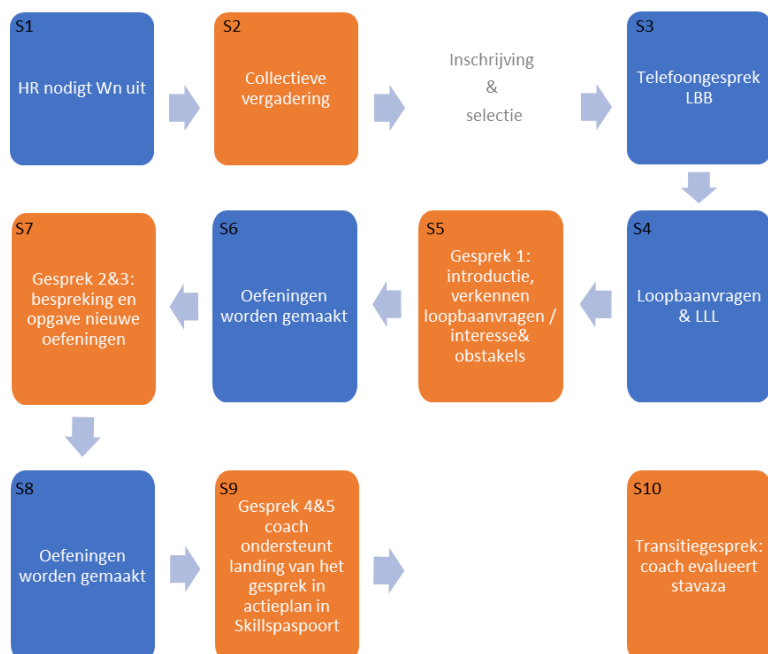 S1
HR nodigt Wn uit
S2
Collectieve
vergadering
Inschrijving
&
selectie
S3
Telefoongesprek
LBB
S4
Loopbaanvragen
& LLL
S5
Gesprek 1:
introductie,
verkennen
loopbaanvragen /
interesse&
obstakels
S6
Oefeningen
worden gemaakt
S7
Gesprek 2&3:
bespreking en
opgave nieuwe
oefeningen
S8
Oefeningen
worden gemaakt
S9
Gesprek 4&5
coach
ondersteunt
landing van het
gesprek in
actieplan in
Skillspaspoort
S10
Transitiegesprek:
coach evalueert
stavaza